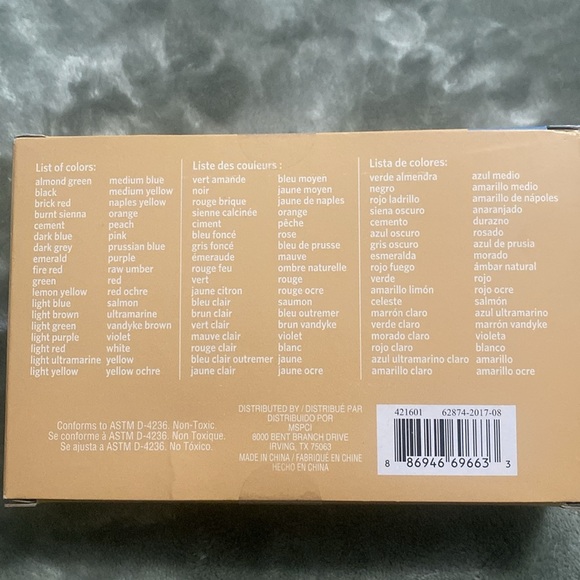 List of colors:
almond green medium blue
black medium yellow
brick red naples yellow
burnt sienna orange
cement peach
dark blue pink
dark grey prussian blue
emerald purple
fire red raw umber
green red
lemon yellow red ochre
light blue salmon
light brown ultramarine
light green vandyke brown
light purple violet
light red white
light ultramarine yellow
light yellow yellow ochre
Liste des couleurs :
vert amande bleu moyen
noir jaune moyen
rouge brique jaune de naples
sienne calcinée orange
ciment pêche
bleu foncé rose
gris foncé bleu de prusse
émeraude mauve
rouge feu ombre naturelle
vert rouge
jaune citron rouge ocre
bleu clair saumon
brun clair bleu outremer
vert clair brun vandyke
mauve clair violet
rouge clair blanc
bleu clair outremer jaune
jaune clair jaune ocre
Lista de colores:
verde almendra azul medio
negro amarillo medio
rojo ladrillo amarillo de nápoles
siena oscuro anaranjado
cemento durazno
azul oscuro rosado
gris oscuro azul de prusia
esmeralda morado
rojo fuego ámbar natural
verde rojo
amarillo limón rojo ocre
celeste salmón
marrón claro azul ultramarino
verde claro marrón vandyke
morado claro violeta
rojo claro blanco
azul ultramarino claro amarillo
amarillo claro amarillo ocre
Conforms to ASTM D-4236. Non-Toxic.
Se conforme à ASTM D-4236. Non Toxique.
Se ajusta a ASTM D-4236. No Tóxico.
DISTRIBUTED BY / DISTRIBUÉ PAR
DISTRIBUIDO POR
MSPCI
8000 BENT BRANCH DRIVE
IRVING, TX 75063
MADE IN CHINA / FABRIQUÉ EN CHINE
HECHO EN CHINA
421601 62874-2017-08
8 86946 69663 3